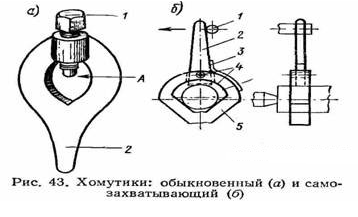 а)
1
А
2
б)
1
2
3
4
5
Рис. 43. Хомутики: обыкновенный (а) и само-
захватывающий (б)